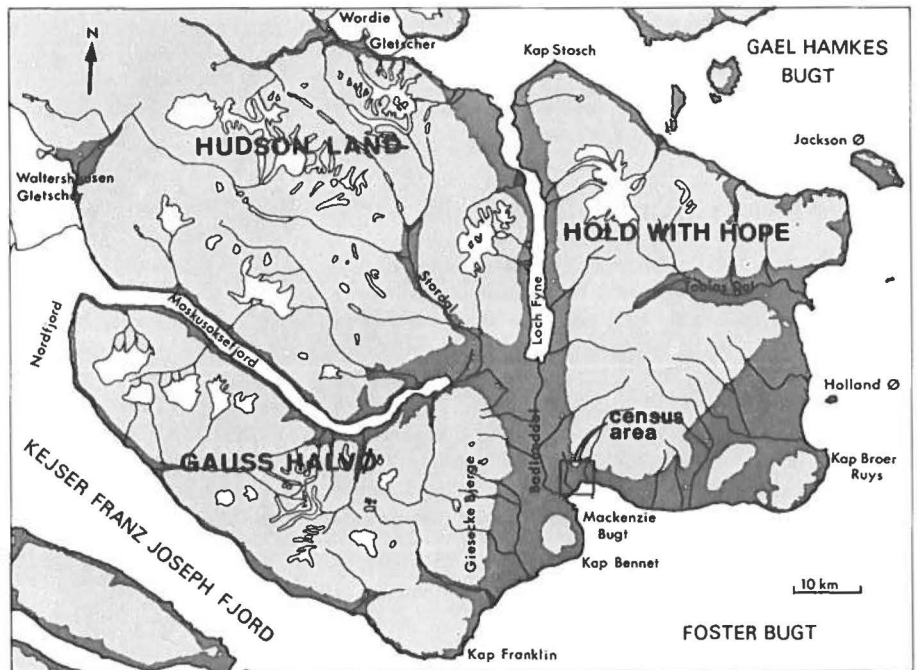 Wordie
Gletscher
N
Kap Stosch
GAEL HAMKES
BUGT
HUDSON LAND
Jackson Ø
Waltershausen
Gletscher
HOLD WITH HOPE
Stordal
Loch Fyne
Tobias Dal
Moskusoksefjord
Nordfjord
Holland Ø
census
area
GAUSS HALVØ
Giesecke Bjerge
Badlanddal
Kap Broer
Ruys
KEJSER FRANZ JOSEPH FJORD
Mackenzie
Bugt
Kap Bennet
10 km
FOSTER BUGT
Kap Franklin